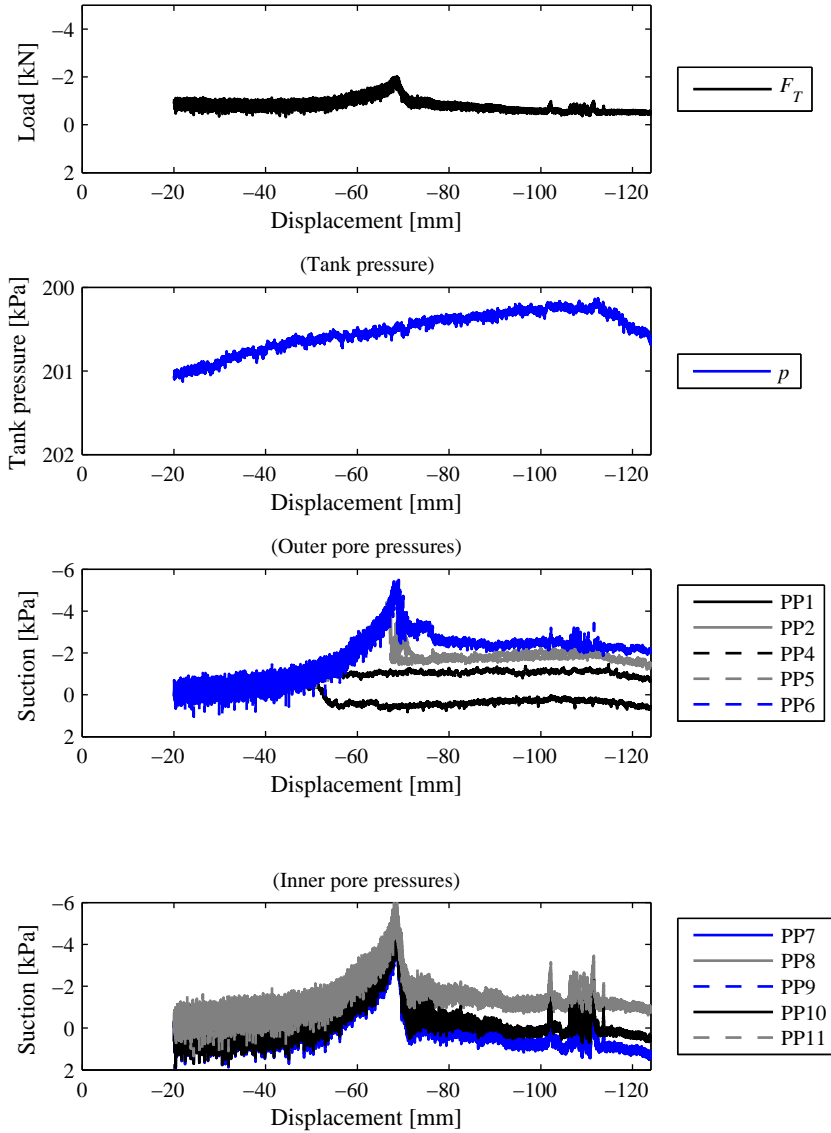 −4
−2
0
2
Load [kN]
0 −20 −40 −60 −80 −100 −120
Displacement [mm]
F_T
(Tank pressure)
200
201
202
Tank pressure [kPa]
0 −20 −40 −60 −80 −100 −120
Displacement [mm]
p
(Outer pore pressures)
−6
−4
−2
0
2
Suction [kPa]
0 −20 −40 −60 −80 −100 −120
Displacement [mm]
PP1
PP2
PP4
PP5
PP6
(Inner pore pressures)
−6
−4
−2
0
2
Suction [kPa]
0 −20 −40 −60 −80 −100 −120
Displacement [mm]
PP7
PP8
PP9
PP10
PP11